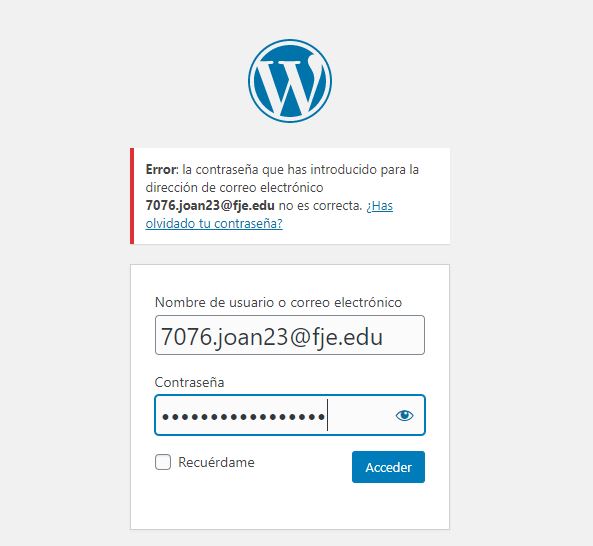 Error: la contraseña que has introducido para la
dirección de correo electrónico
7076.joan23@fje.edu no es correcta. ¿Has
olvidado tu contraseña?
Nombre de usuario o correo electrónico
7076.joan23@fje.edu
Contraseña
•••••••••••••••••
Recuérdame
Acceder